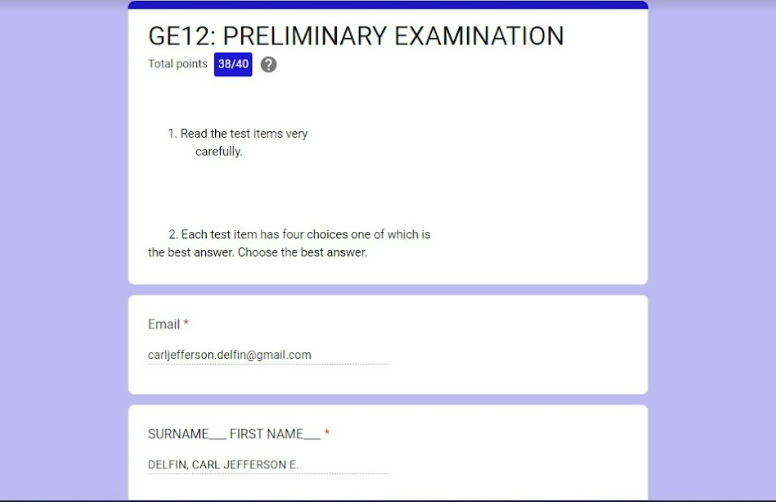 GE12: PRELIMINARY EXAMINATION
Total points 38/40 ?
1. Read the test items very
carefully.
2. Each test item has four choices one of which is
the best answer. Choose the best answer.
Email *
carljefferson.delfin@gmail.com
SURNAME___ FIRST NAME___ *
DELFIN, CARL JEFFERSON E.